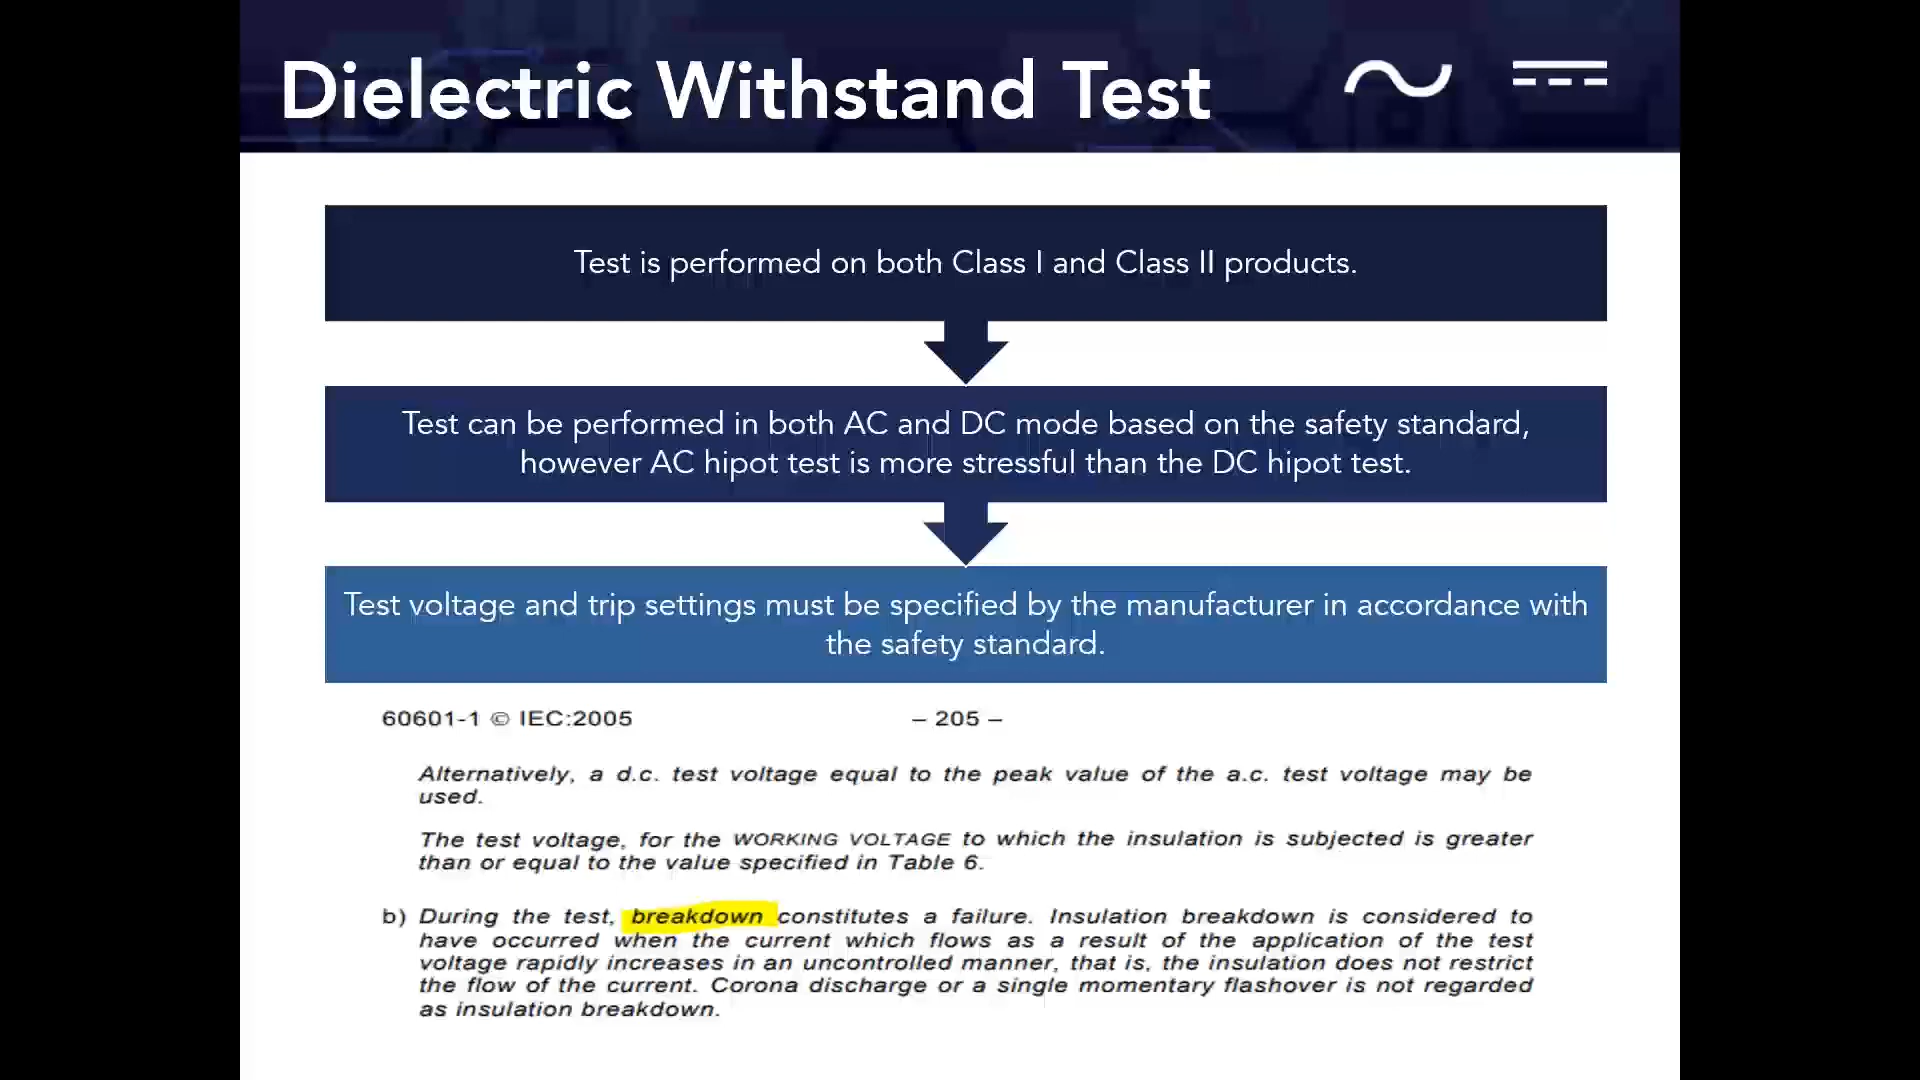 Dielectric Withstand Test
Test is performed on both Class I and Class II products.
Test can be performed in both AC and DC mode based on the safety standard,
however AC hipot test is more stressful than the DC hipot test.
Test voltage and trip settings must be specified by the manufacturer in accordance with
the safety standard.
60601-1 © IEC:2005 – 205 –
Alternatively, a d.c. test voltage equal to the peak value of the a.c. test voltage may be
used.
The test voltage, for the WORKING VOLTAGE to which the insulation is subjected is greater
than or equal to the value specified in Table 6.
b) During the test, breakdown constitutes a failure. Insulation breakdown is considered to
have occurred when the current which flows as a result of the application of the test
voltage rapidly increases in an uncontrolled manner, that is, the insulation does not restrict
the flow of the current. Corona discharge or a single momentary flashover is not regarded
as insulation breakdown.